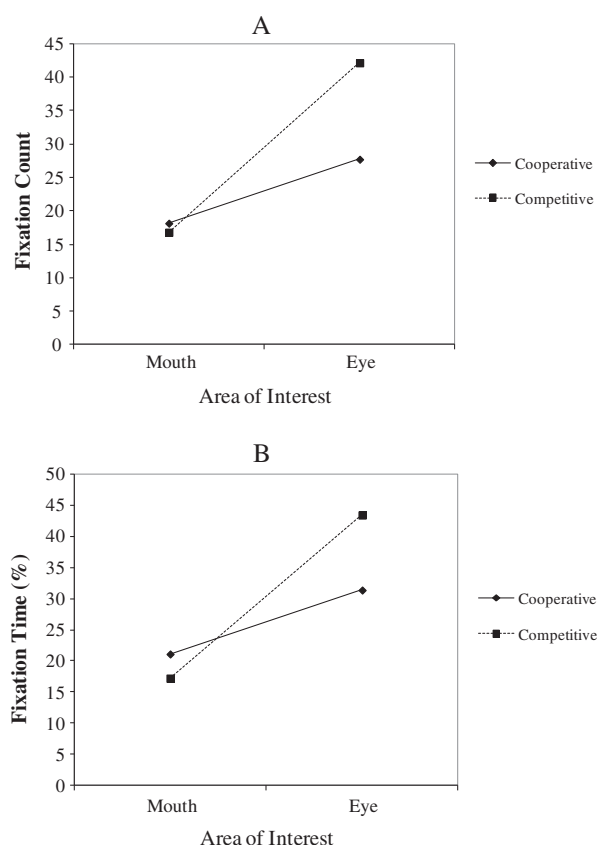 A
45
40
35
30
25
20
15
10
5
0
Fixation Count
Mouth Eye
Area of Interest
Cooperative
Competitive
B
50
45
40
35
30
25
20
15
10
5
0
Fixation Time (%)
Mouth Eye
Area of Interest
Cooperative
Competitive